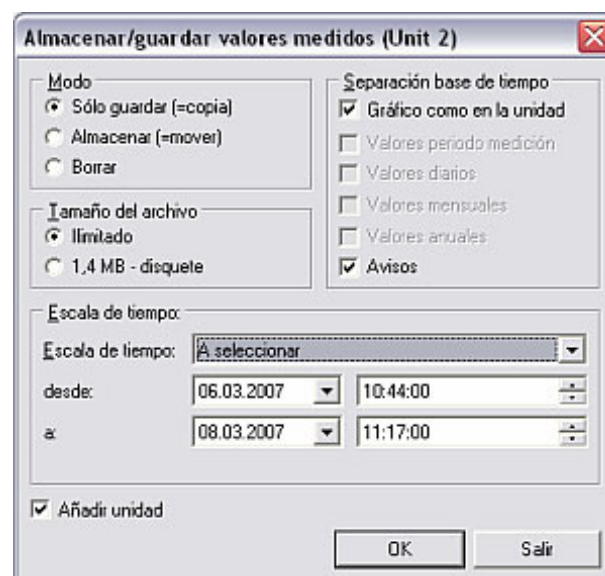 Almacenar/guardar valores medidos (Unit 2)
Modo
Sólo guardar (=copia)
Almacenar (=mover)
Borrar
Tamaño del archivo
Ilimitado
1,4 MB - disquete
Separación base de tiempo
Gráfico como en la unidad
Valores periodo medición
Valores diarios
Valores mensuales
Valores anuales
Avisos
Escala de tiempo:
Escala de tiempo: A seleccionar
desde: 06.03.2007 10:44:00
a: 08.03.2007 11:17:00
Añadir unidad
OK Salir